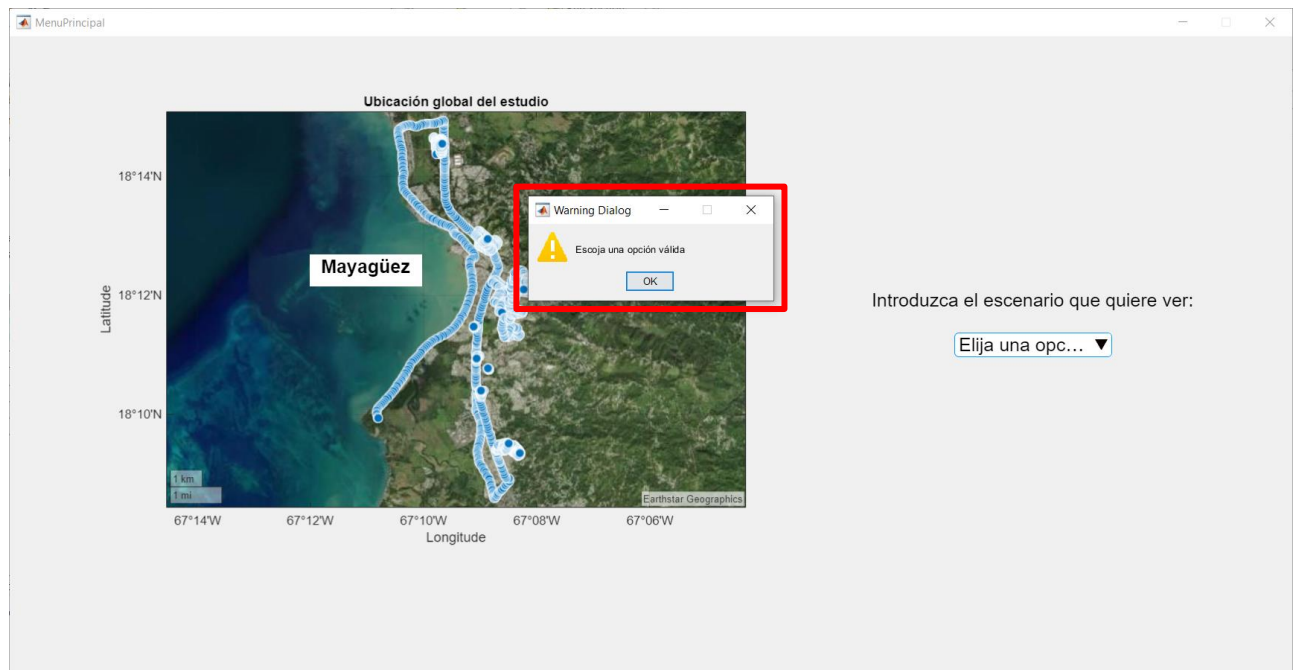 MenuPrincipal
Ubicación global del estudio
18°14'N
18°12'N
18°10'N
Latitude
Mayagüez
1 km
1 mi
Earthstar Geographics
67°14'W
67°12'W
67°10'W
67°08'W
67°06'W
Longitude
Warning Dialog
Escoja una opción válida
OK
Introduzca el escenario que quiere ver:
Elija una opc...